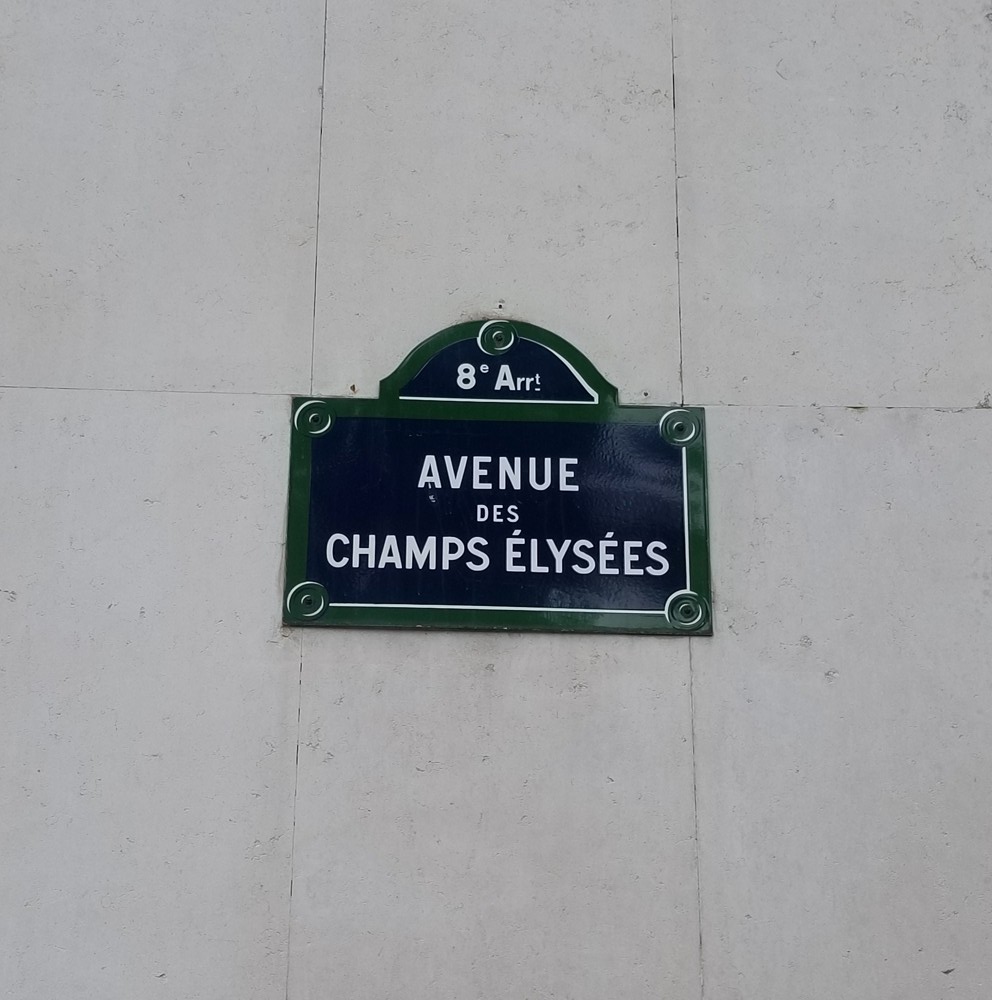 8e Arrt
AVENUE
DES
CHAMPS ÉLYSÉES